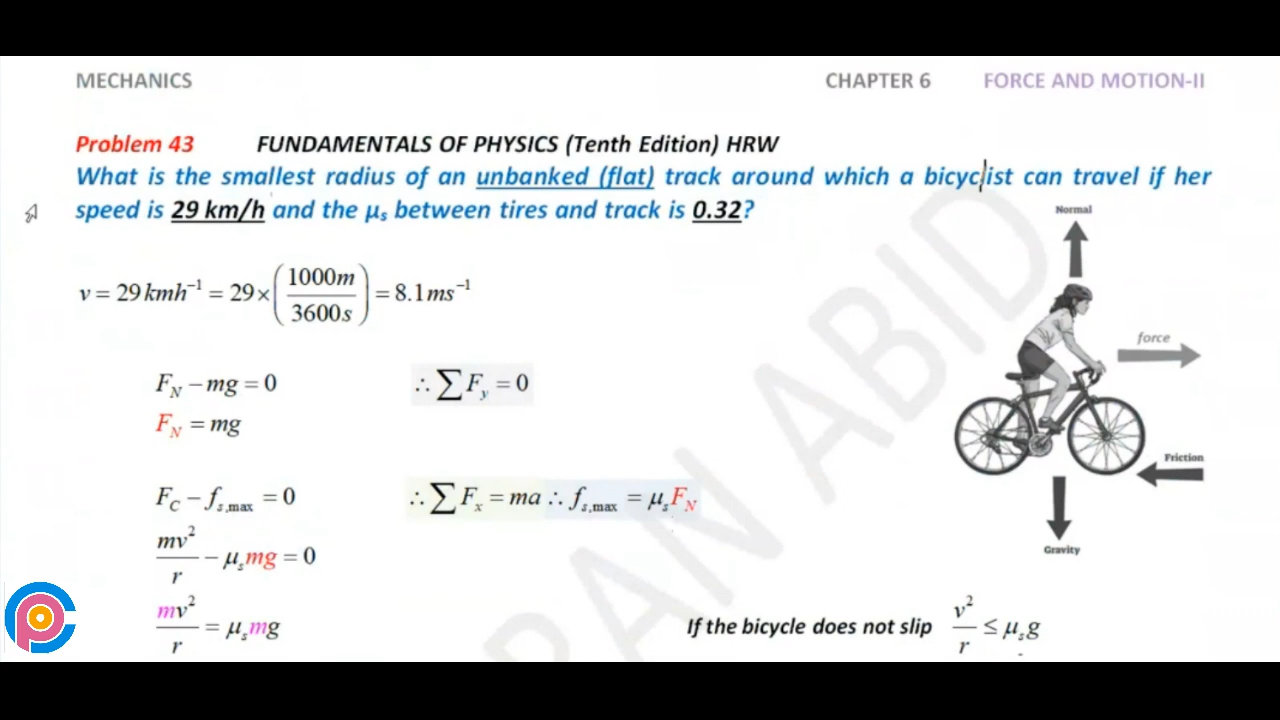 MECHANICS CHAPTER 6 FORCE AND MOTION-II
Problem 43 FUNDAMENTALS OF PHYSICS (Tenth Edition) HRW
What is the smallest radius of an unbanked (flat) track around which a bicyclist can travel if her
speed is 29 km/h and the μₛ between tires and track is 0.32?
Normal
v = 29 kmh⁻¹ = 29 × (1000m / 3600s) = 8.1 ms⁻¹
force
F_N − mg = 0 ∴ ∑F_y = 0
F_N = mg
Friction
F_C − f_s,max = 0 ∴ ∑F_x = ma ∴ f_s,max = μ_s F_N
Gravity
mv²/r − μ_s mg = 0
mv²/r = μ_s mg If the bicycle does not slip v²/r ≤ μ_s g
RAN ABID